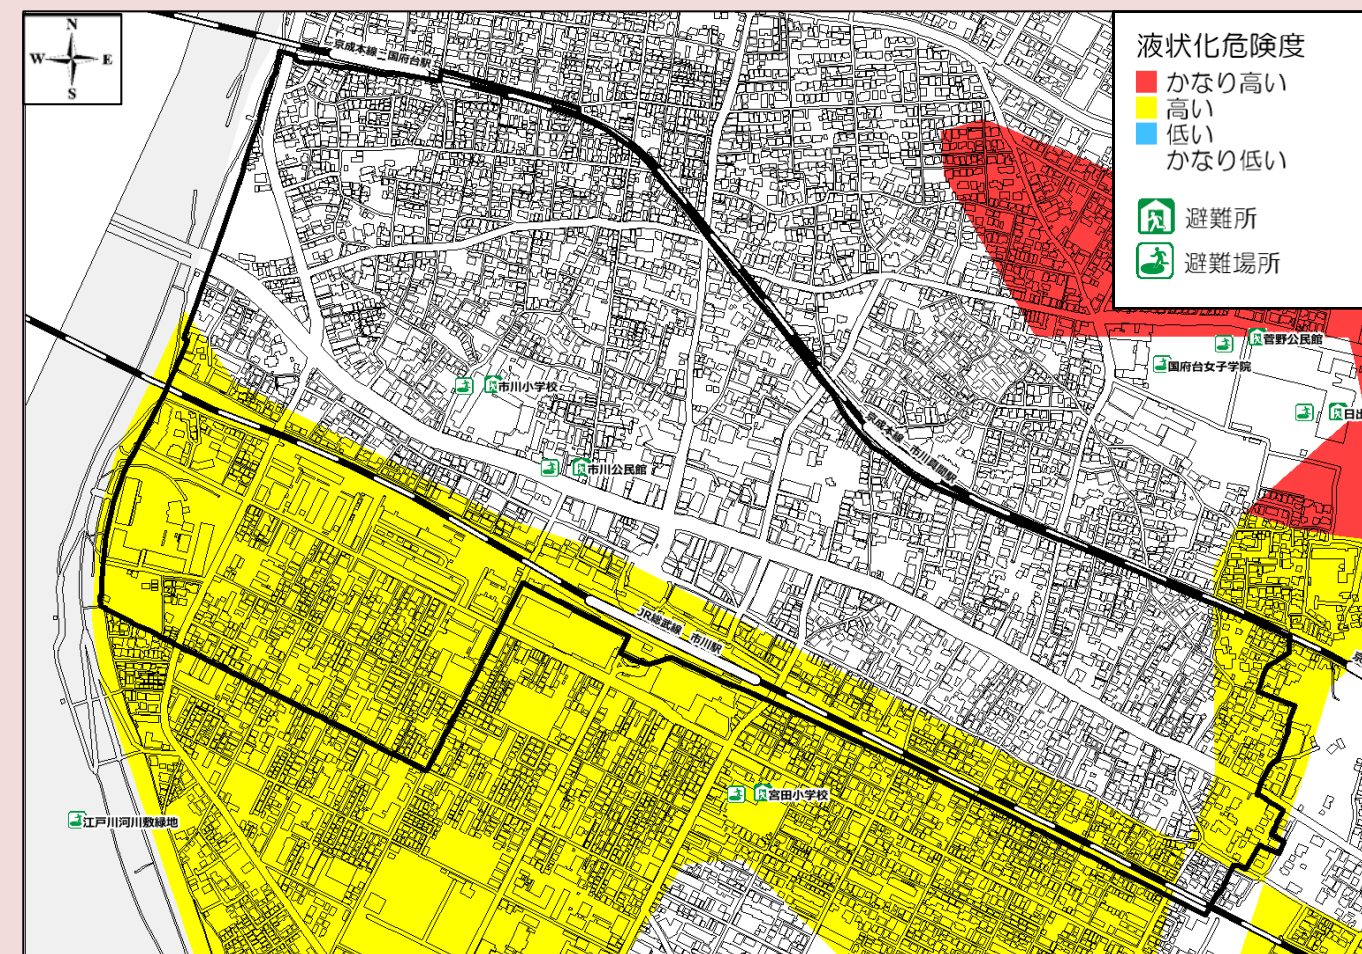 N
W E
S
液状化危険度
かなり高い
高い
低い
かなり低い
避難所
避難場所
京成本線 国府台駅
菅野公民館
国府台女子学院
市川小学校
日出
京成本線 市川真間駅
市川公民館
JR総武線 市川駅
京
宮田小学校
江戸川河川敷緑地